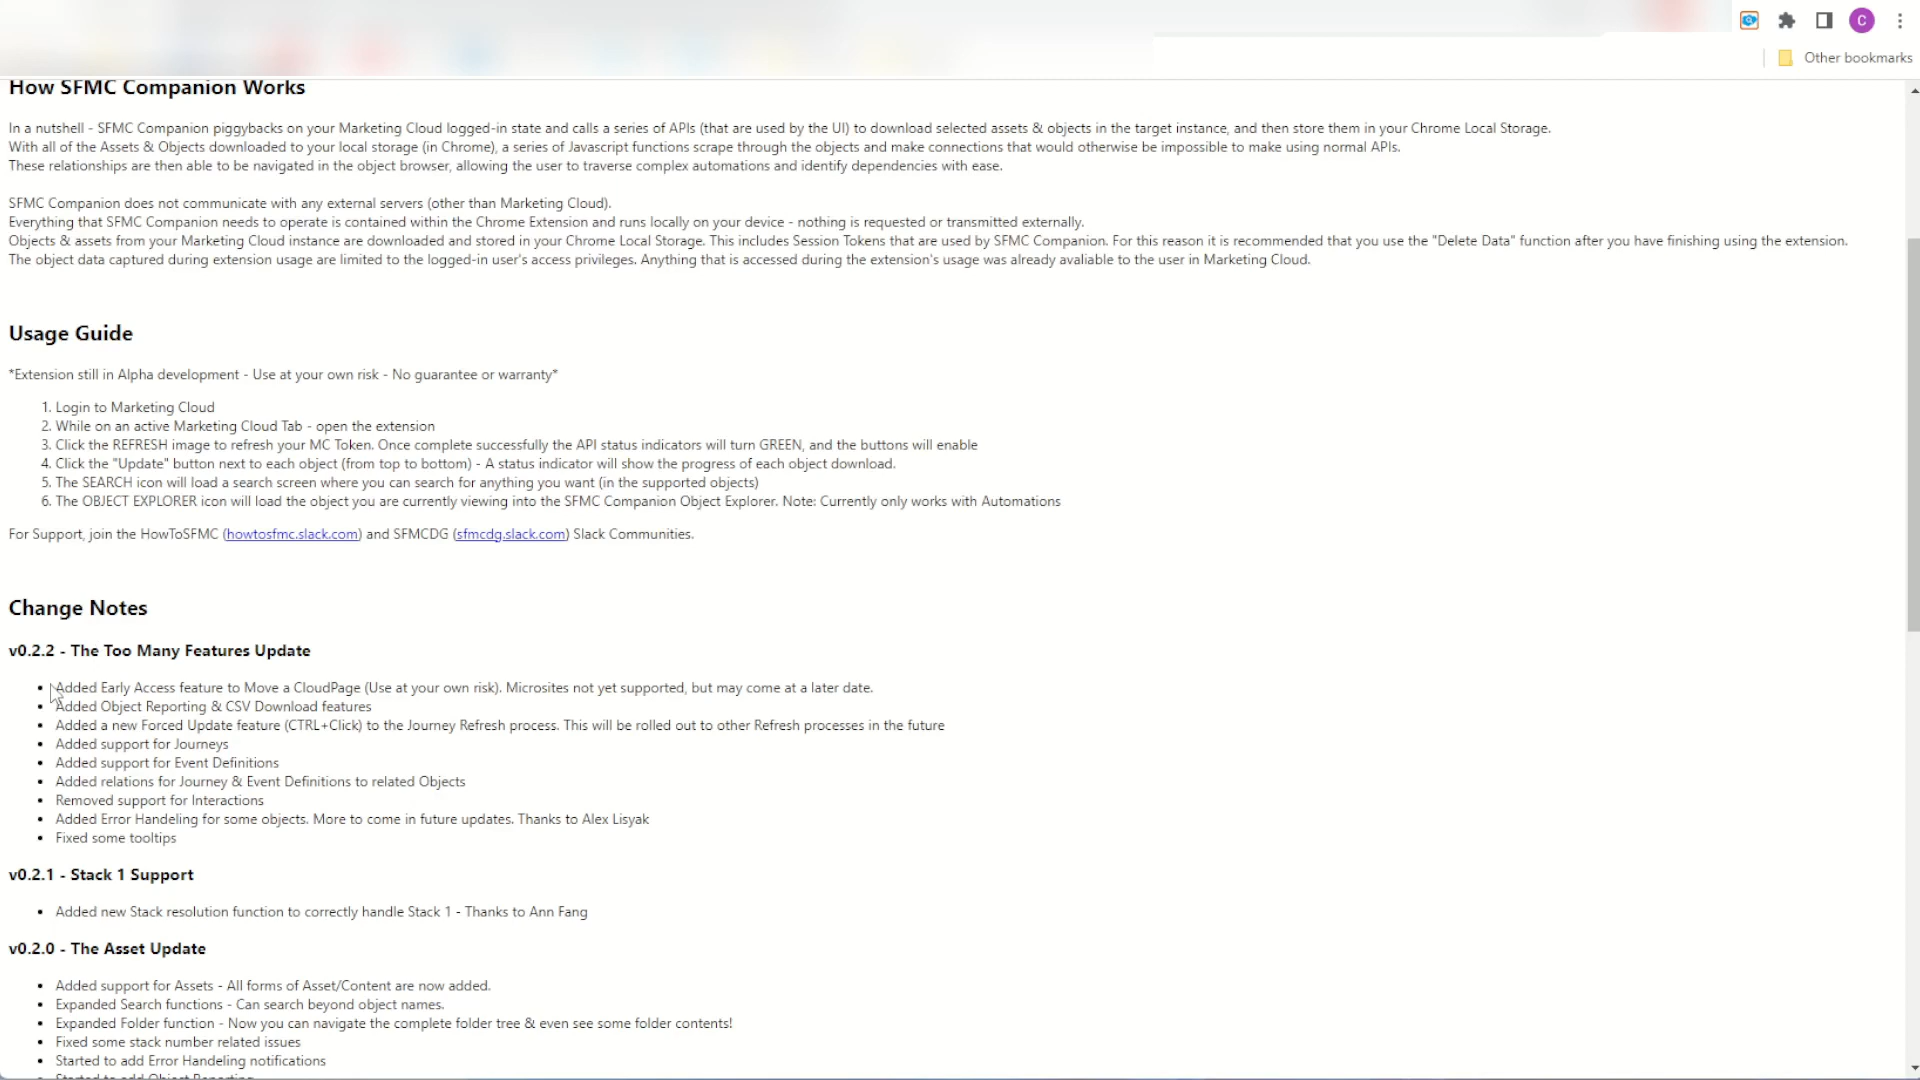 C
Other bookmarks
How SFMC Companion Works
In a nutshell - SFMC Companion piggybacks on your Marketing Cloud logged-in state and calls a series of APIs (that are used by the UI) to download selected assets & objects in the target instance, and then store them in your Chrome Local Storage.
With all of the Assets & Objects downloaded to your local storage (in Chrome), a series of Javascript functions scrape through the objects and make connections that would otherwise be impossible to make using normal APIs.
These relationships are then able to be navigated in the object browser, allowing the user to traverse complex automations and identify dependencies with ease.
SFMC Companion does not communicate with any external servers (other than Marketing Cloud).
Everything that SFMC Companion needs to operate is contained within the Chrome Extension and runs locally on your device - nothing is requested or transmitted externally.
Objects & assets from your Marketing Cloud instance are downloaded and stored in your Chrome Local Storage. This includes Session Tokens that are used by SFMC Companion. For this reason it is recommended that you use the "Delete Data" function after you have finishing using the extension.
The object data captured during extension usage are limited to the logged-in user's access privileges. Anything that is accessed during the extension's usage was already avaliable to the user in Marketing Cloud.
Usage Guide
*Extension still in Alpha development - Use at your own risk - No guarantee or warranty*
1. Login to Marketing Cloud
2. While on an active Marketing Cloud Tab - open the extension
3. Click the REFRESH image to refresh your MC Token. Once complete successfully the API status indicators will turn GREEN, and the buttons will enable
4. Click the "Update" button next to each object (from top to bottom) - A status indicator will show the progress of each object download.
5. The SEARCH icon will load a search screen where you can search for anything you want (in the supported objects)
6. The OBJECT EXPLORER icon will load the object you are currently viewing into the SFMC Companion Object Explorer. Note: Currently only works with Automations
For Support, join the HowToSFMC (howtosfmc.slack.com) and SFMCDG (sfmcdg.slack.com) Slack Communities.
Change Notes
v0.2.2 - The Too Many Features Update
• Added Early Access feature to Move a CloudPage (Use at your own risk). Microsites not yet supported, but may come at a later date.
• Added Object Reporting & CSV Download features
• Added a new Forced Update feature (CTRL+Click) to the Journey Refresh process. This will be rolled out to other Refresh processes in the future
• Added support for Journeys
• Added support for Event Definitions
• Added relations for Journey & Event Definitions to related Objects
• Removed support for Interactions
• Added Error Handeling for some objects. More to come in future updates. Thanks to Alex Lisyak
• Fixed some tooltips
v0.2.1 - Stack 1 Support
• Added new Stack resolution function to correctly handle Stack 1 - Thanks to Ann Fang
v0.2.0 - The Asset Update
• Added support for Assets - All forms of Asset/Content are now added.
• Expanded Search functions - Can search beyond object names.
• Expanded Folder function - Now you can navigate the complete folder tree & even see some folder contents!
• Fixed some stack number related issues
• Started to add Error Handeling notifications
• Started to add Object Reporting